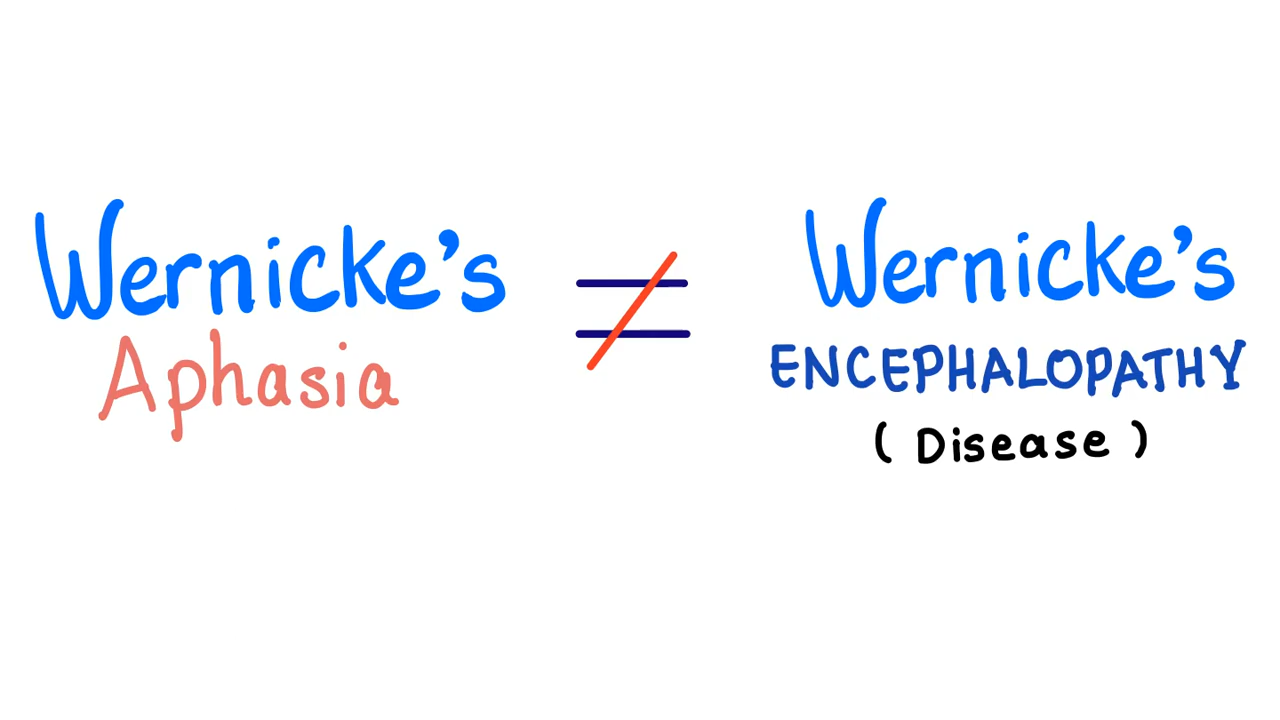 Wernicke's
Aphasia
≠
Wernicke's
ENCEPHALOPATHY
( Disease )